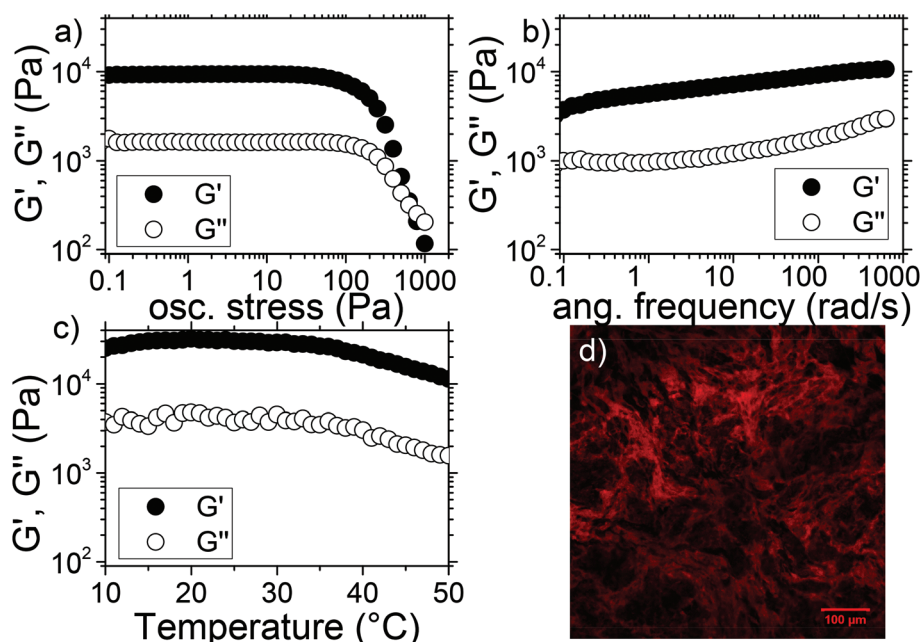 a)
G', G'' (Pa)
10⁴
10³
10²
G'
G''
0.1 1 10 100 1000
osc. stress (Pa)
b)
G', G'' (Pa)
10⁴
10³
10²
G'
G''
0.1 1 10 100 1000
ang. frequency (rad/s)
c)
G', G'' (Pa)
10⁴
10³
10²
G'
G''
10 20 30 40 50
Temperature (°C)
d)
100 μm